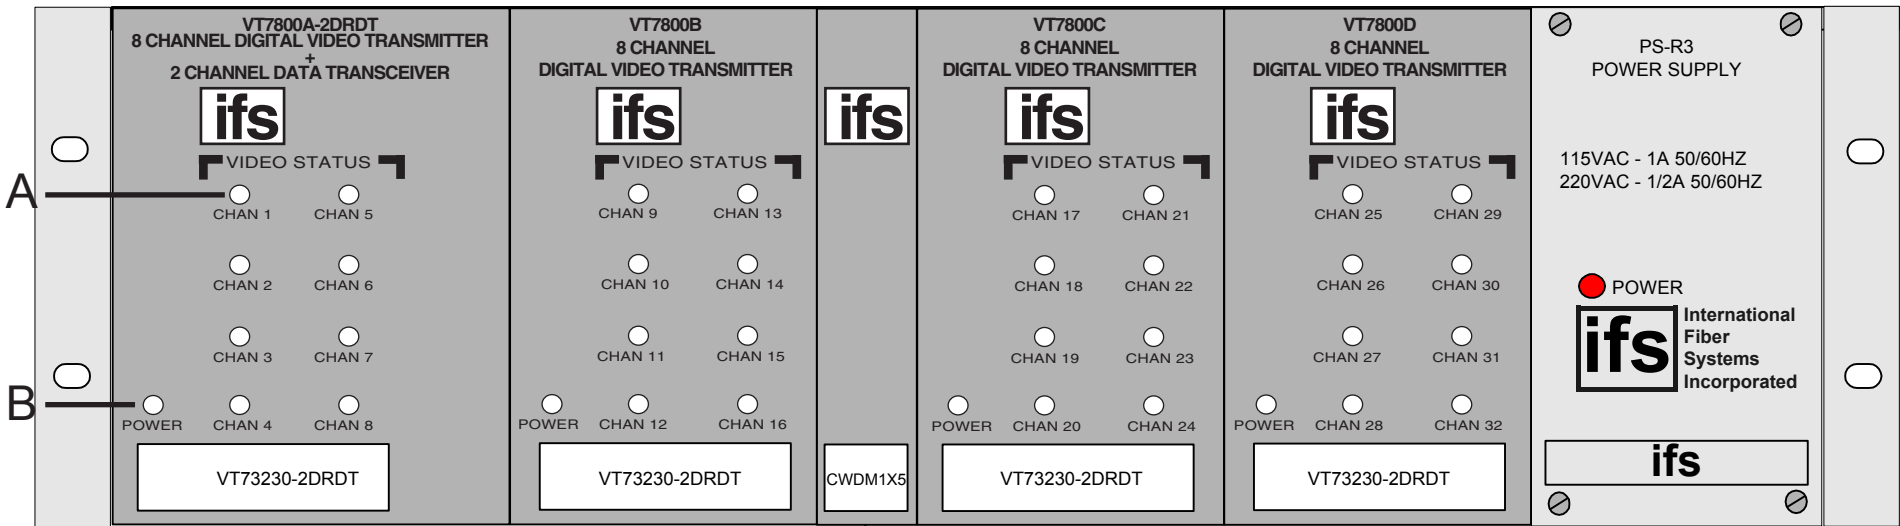 A
B
VT7800A-2DRDT
8 CHANNEL DIGITAL VIDEO TRANSMITTER
+
2 CHANNEL DATA TRANSCEIVER
ifs
VIDEO STATUS
CHAN 1 CHAN 5
CHAN 2 CHAN 6
CHAN 3 CHAN 7
POWER CHAN 4 CHAN 8
VT73230-2DRDT
VT7800B
8 CHANNEL
DIGITAL VIDEO TRANSMITTER
ifs
VIDEO STATUS
CHAN 9 CHAN 13
CHAN 10 CHAN 14
CHAN 11 CHAN 15
POWER CHAN 12 CHAN 16
VT73230-2DRDT
ifs
CWDM1X5
VT7800C
8 CHANNEL
DIGITAL VIDEO TRANSMITTER
ifs
VIDEO STATUS
CHAN 17 CHAN 21
CHAN 18 CHAN 22
CHAN 19 CHAN 23
POWER CHAN 20 CHAN 24
VT73230-2DRDT
VT7800D
8 CHANNEL
DIGITAL VIDEO TRANSMITTER
ifs
VIDEO STATUS
CHAN 25 CHAN 29
CHAN 26 CHAN 30
CHAN 27 CHAN 31
POWER CHAN 28 CHAN 32
VT73230-2DRDT
PS-R3
POWER SUPPLY
115VAC - 1A 50/60HZ
220VAC - 1/2A 50/60HZ
POWER
ifs
International
Fiber
Systems
Incorporated
ifs